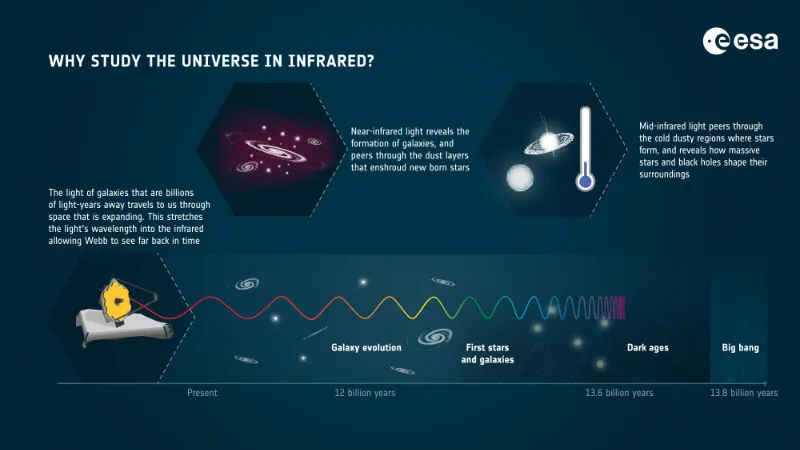 esa
WHY STUDY THE UNIVERSE IN INFRARED?
Near-infrared light reveals the
formation of galaxies, and
peers through the dust layers
that enshroud new born stars
Mid-infrared light peers through
the cold dusty regions where stars
form, and reveals how massive
stars and black holes shape their
surroundings
The light of galaxies that are billions
of light-years away travels to us through
space that is expanding. This stretches
the light's wavelength into the infrared
allowing Webb to see far back in time
Galaxy evolution
First stars
and galaxies
Dark ages
Big bang
Present
12 billion years
13.6 billion years
13.8 billion years